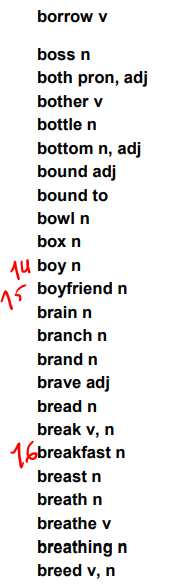 borrow v
boss n
both pron, adj
bother v
bottle n
bottom n, adj
bound adj
bound to
bowl n
box n
14 boy n
15 boyfriend n
brain n
branch n
brand n
brave adj
bread n
break v, n
16 breakfast n
breast n
breath n
breathe v
breathing n
breed v, n